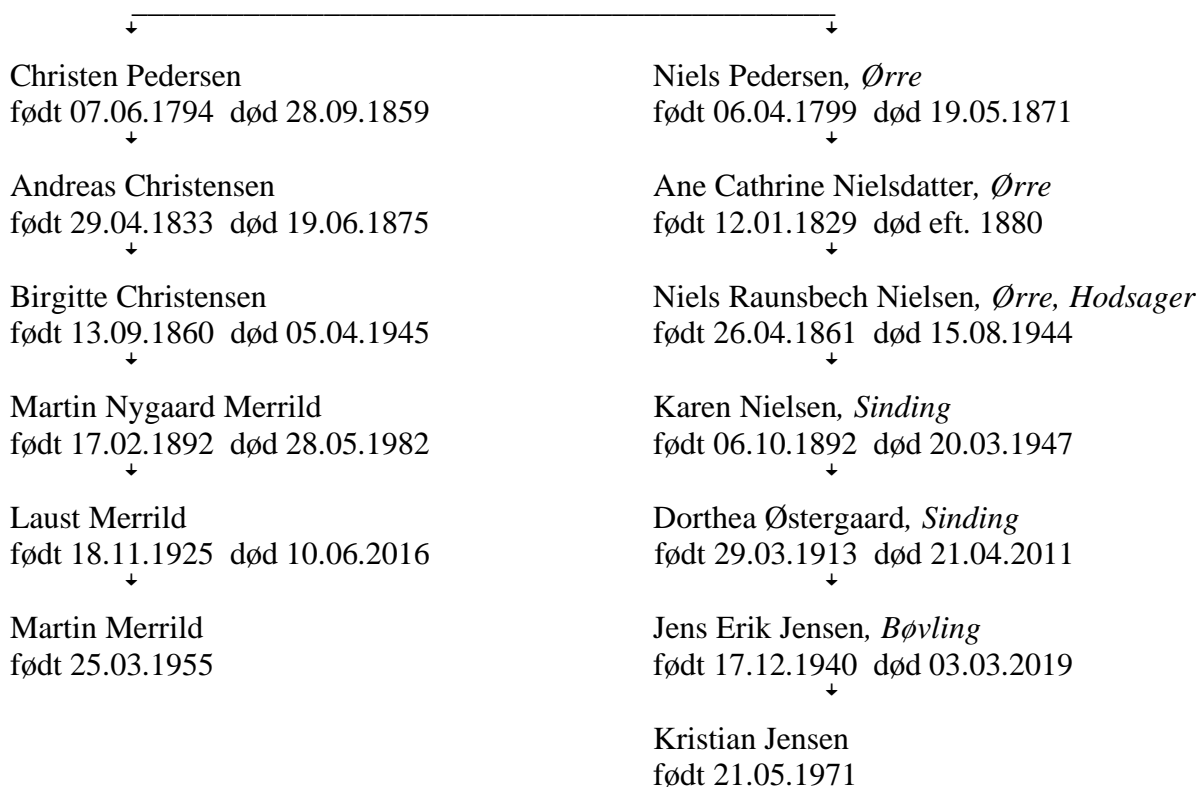 Christen Pedersen
født 07.06.1794 død 28.09.1859
Andreas Christensen
født 29.04.1833 død 19.06.1875
Birgitte Christensen
født 13.09.1860 død 05.04.1945
Martin Nygaard Merrild
født 17.02.1892 død 28.05.1982
Laust Merrild
født 18.11.1925 død 10.06.2016
Martin Merrild
født 25.03.1955
Niels Pedersen, Ørre
født 06.04.1799 død 19.05.1871
Ane Cathrine Nielsdatter, Ørre
født 12.01.1829 død eft. 1880
Niels Raunsbech Nielsen, Ørre, Hodsager
født 26.04.1861 død 15.08.1944
Karen Nielsen, Sinding
født 06.10.1892 død 20.03.1947
Dorthea Østergaard, Sinding
født 29.03.1913 død 21.04.2011
Jens Erik Jensen, Bøvling
født 17.12.1940 død 03.03.2019
Kristian Jensen
født 21.05.1971